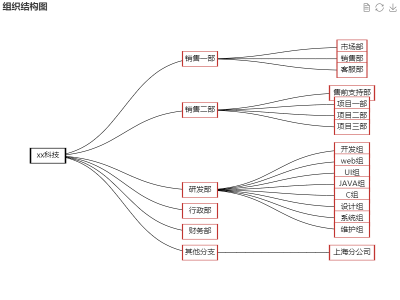 组织结构图
xx科技
销售一部
市场部
销售部
客服部
销售二部
售前支持部
项目一部
项目二部
项目三部
研发部
开发组
web组
UI组
JAVA组
C组
设计组
系统组
维护组
行政部
财务部
其他分支
上海分公司